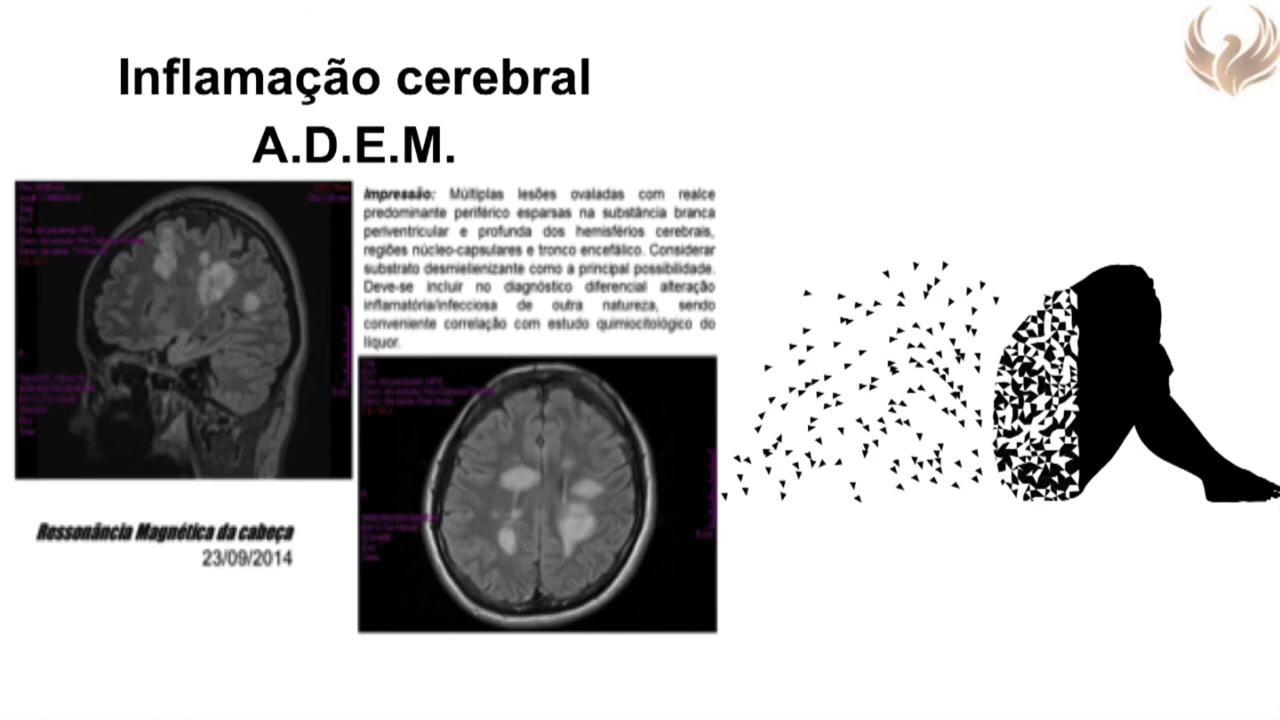 Inflamação cerebral
A.D.E.M.
Impressão: Múltiplas lesões ovaladas com realce
predominante periférico esparsas na substância branca
periventricular e profunda dos hemisférios cerebrais,
regiões núcleo-capsulares e tronco encefálico. Considerar
substrato desmielienizante como a principal possibilidade.
Deve-se incluir no diagnóstico diferencial alteração
inflamatória/infecciosa de outra natureza, sendo
conveniente correlação com estudo quimiocitológico do
líquor.
Ressonância Magnética da cabeça
23/09/2014